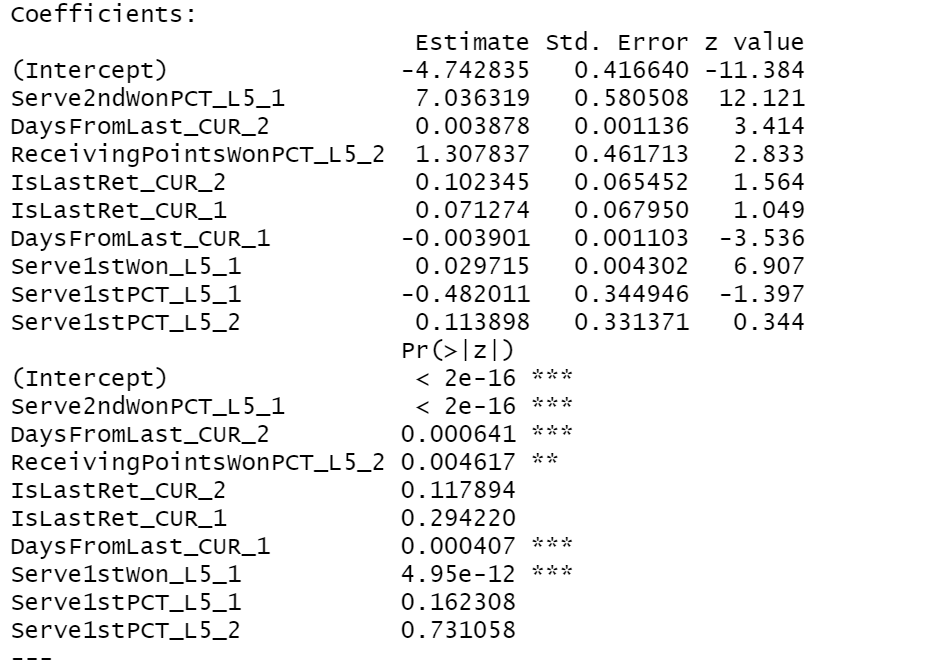 Coefficients:
                          Estimate Std. Error z value
(Intercept)              -4.742835   0.416640 -11.384
Serve2ndWonPCT_L5_1       7.036319   0.580508  12.121
DaysFromLast_CUR_2        0.003878   0.001136   3.414
ReceivingPointsWonPCT_L5_2  1.307837   0.461713   2.833
IsLastRet_CUR_2           0.102345   0.065452   1.564
IsLastRet_CUR_1           0.071274   0.067950   1.049
DaysFromLast_CUR_1       -0.003901   0.001103  -3.536
Serve1stWon_L5_1          0.029715   0.004302   6.907
Serve1stPCT_L5_1         -0.482011   0.344946  -1.397
Serve1stPCT_L5_2          0.113898   0.331371   0.344
                         Pr(>|z|)
(Intercept)               < 2e-16 ***
Serve2ndWonPCT_L5_1       < 2e-16 ***
DaysFromLast_CUR_2       0.000641 ***
ReceivingPointsWonPCT_L5_2 0.004617 **
IsLastRet_CUR_2          0.117894
IsLastRet_CUR_1          0.294220
DaysFromLast_CUR_1       0.000407 ***
Serve1stWon_L5_1         4.95e-12 ***
Serve1stPCT_L5_1         0.162308
Serve1stPCT_L5_2         0.731058
---